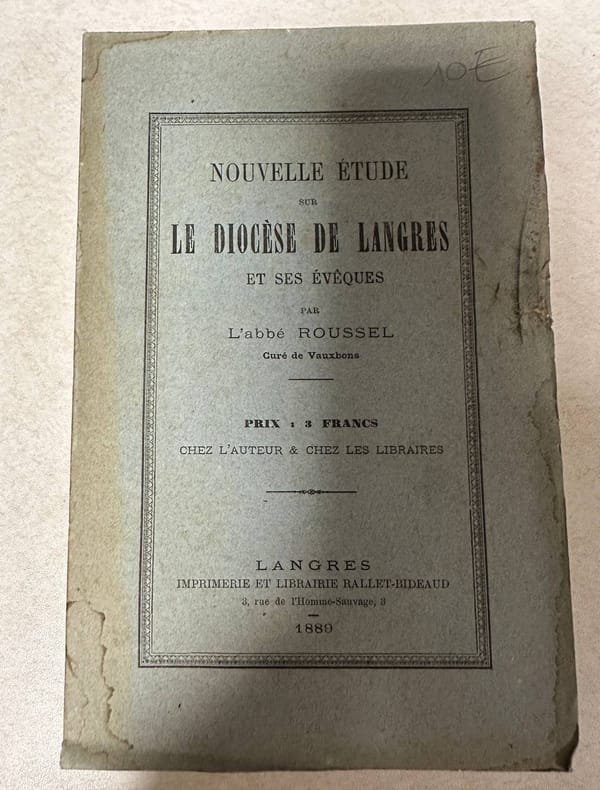 10€
NOUVELLE ÉTUDE
SUR
LE DIOCÈSE DE LANGRES
ET SES ÉVÊQUES
PAR
L'abbé ROUSSEL
Curé de Vauxbons
PRIX : 3 FRANCS
CHEZ L'AUTEUR & CHEZ LES LIBRAIRES
LANGRES
IMPRIMERIE ET LIBRAIRIE RALLET-BIDEAUD
3, rue de l'Homme-Sauvage, 3
1889